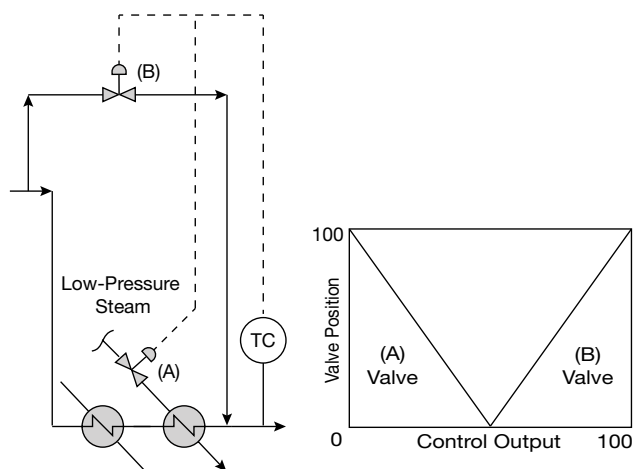 (B)
Low-Pressure
Steam
(A)
TC
100
Valve Position
(A)
Valve
(B)
Valve
0
Control Output
100